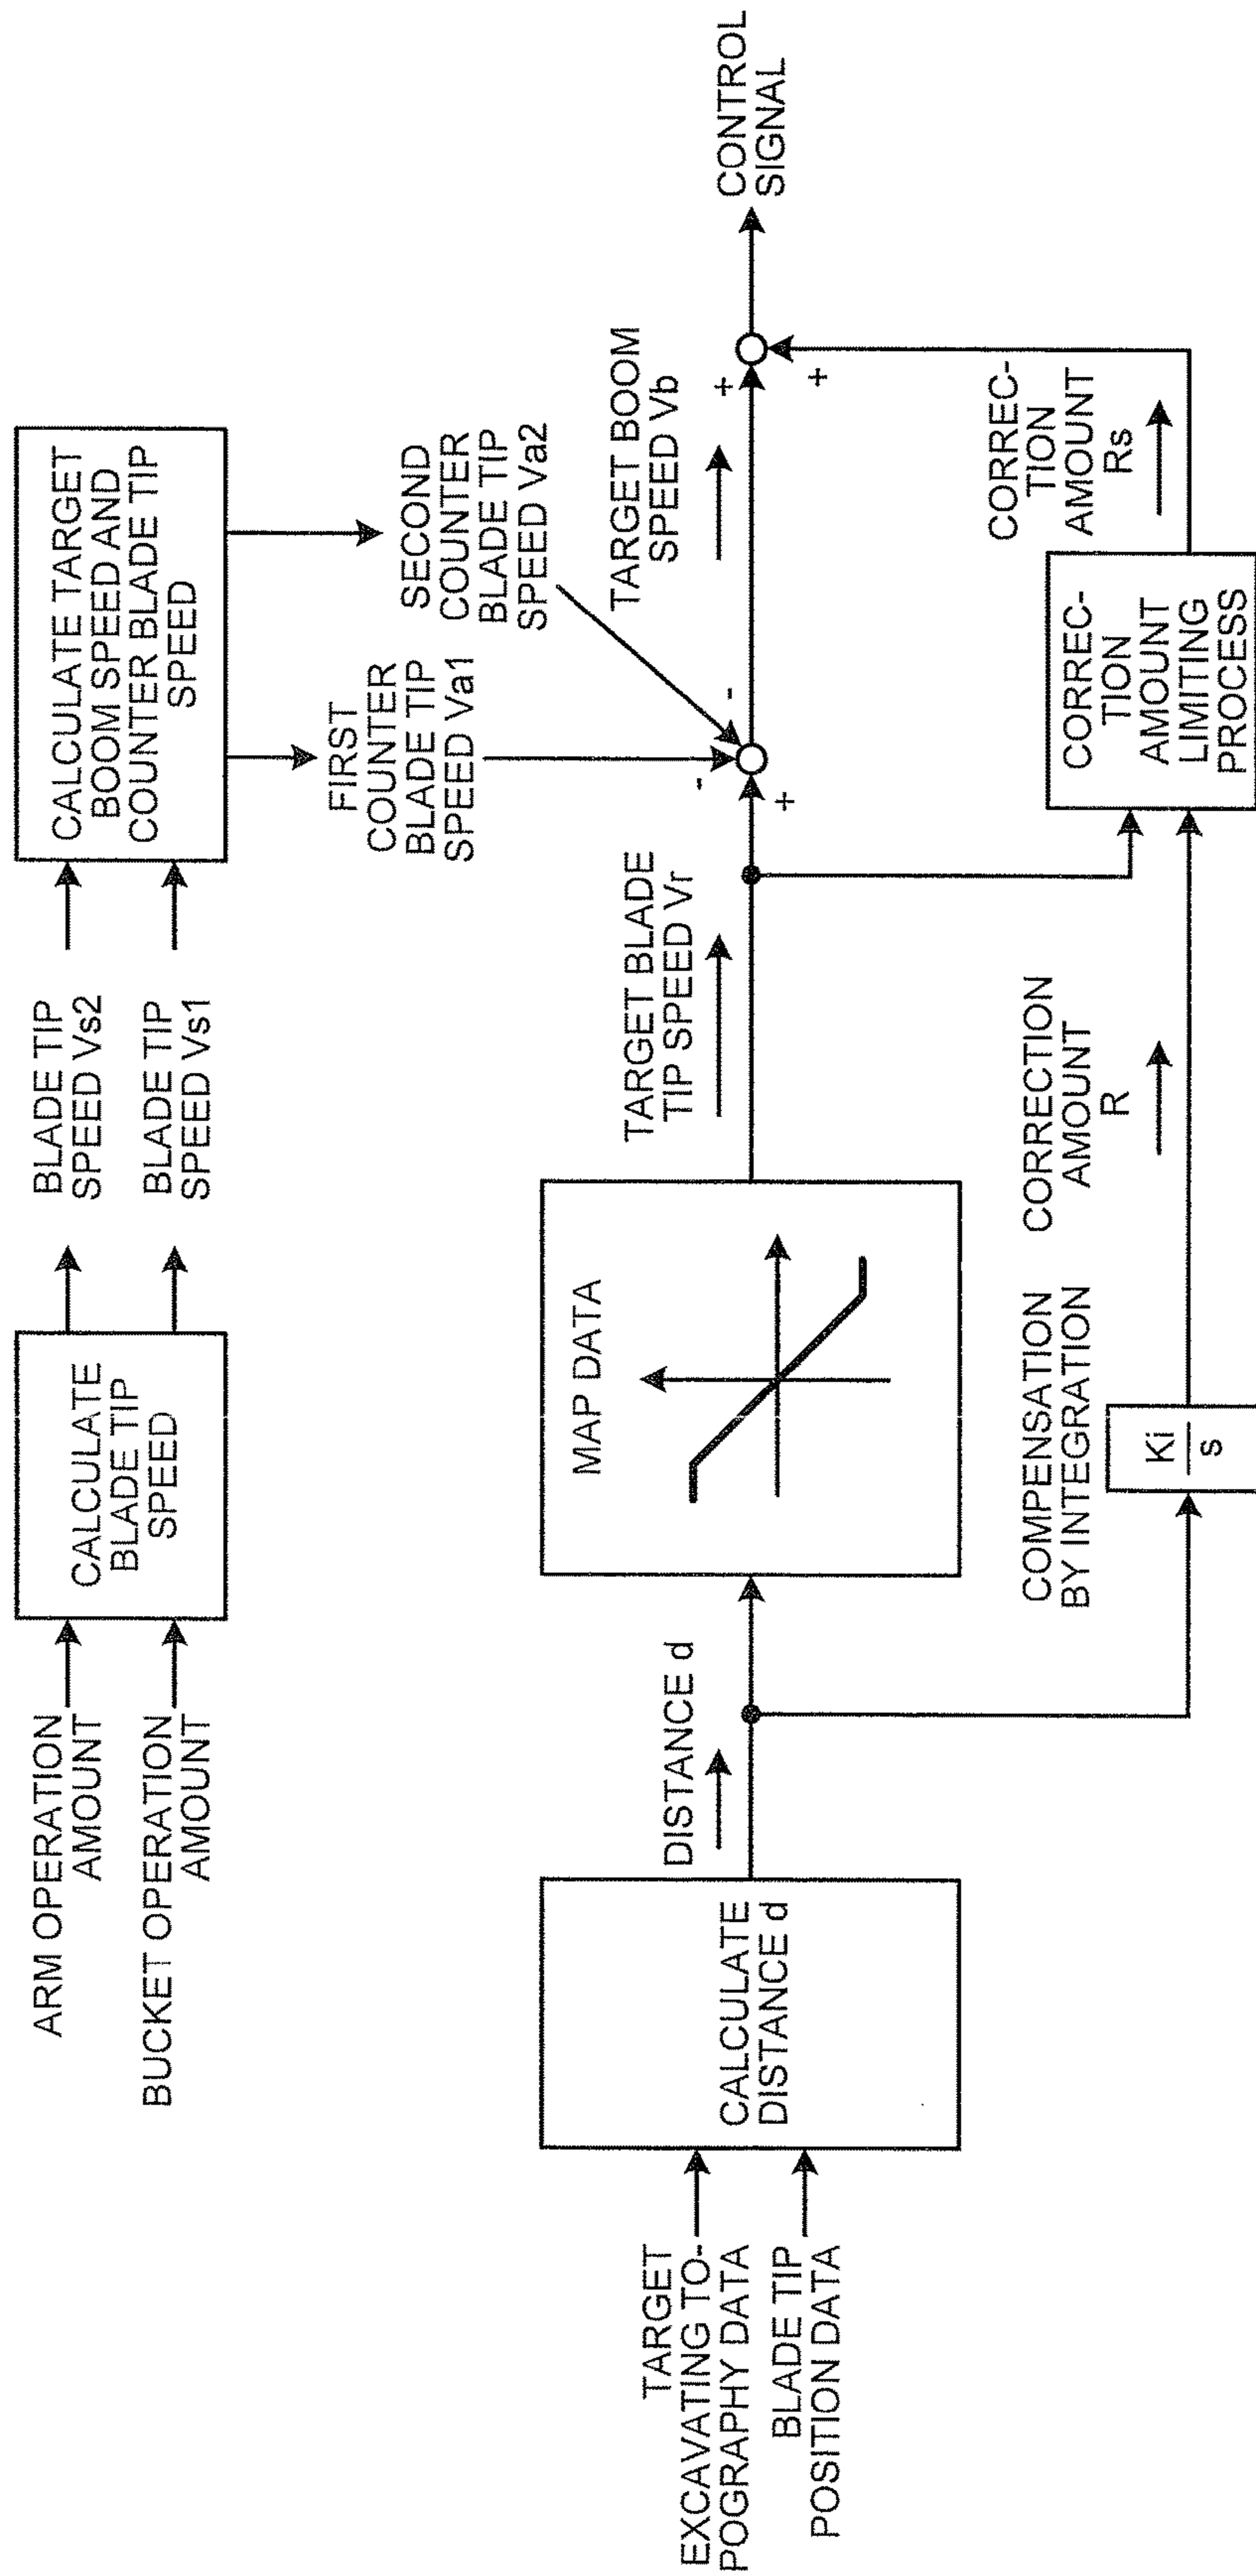 ARM OPERATION
AMOUNT
BUCKET OPERATION
AMOUNT
CALCULATE
BLADE TIP
SPEED
BLADE TIP
SPEED Vs2
BLADE TIP
SPEED Vs1
CALCULATE TARGET
BOOM SPEED AND
COUNTER BLADE TIP
SPEED
FIRST
COUNTER
BLADE TIP
SPEED Va1
SECOND
COUNTER
BLADE TIP
SPEED Va2
TARGET
EXCAVATING TO-
POGRAPHY DATA
BLADE TIP
POSITION DATA
CALCULATE
DISTANCE d
DISTANCE d
MAP DATA
TARGET BLADE
TIP SPEED Vr
-
-
+
TARGET BOOM
SPEED Vb
+
+
CONTROL
SIGNAL
COMPENSATION
BY INTEGRATION
Ki
s
CORRECTION
AMOUNT
R
CORREC-
TION
AMOUNT
LIMITING
PROCESS
CORREC-
TION
AMOUNT
Rs